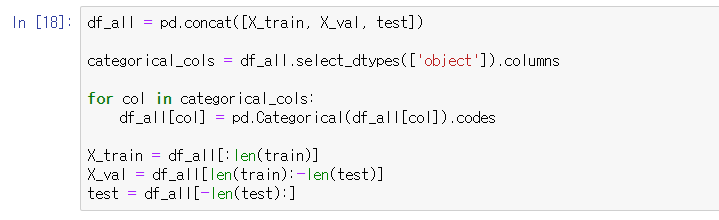 In [18]: df_all = pd.concat([X_train, X_val, test])
categorical_cols = df_all.select_dtypes(['object']).columns
for col in categorical_cols:
    df_all[col] = pd.Categorical(df_all[col]).codes
X_train = df_all[:len(train)]
X_val = df_all[len(train):-len(test)]
test = df_all[-len(test):]